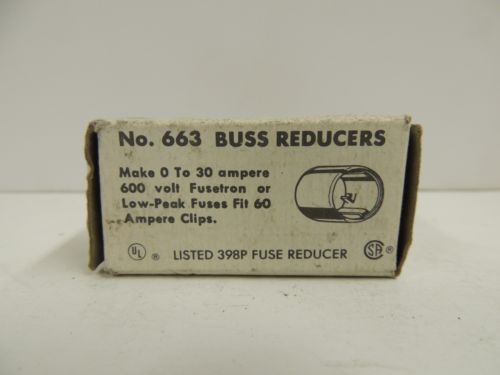 No. 663 BUSS REDUCERS
Make 0 To 30 ampere
600 volt Fusetron or
Low-Peak Fuses Fit 60
Ampere Clips.
UL ® LISTED 398P FUSE REDUCER SA ®